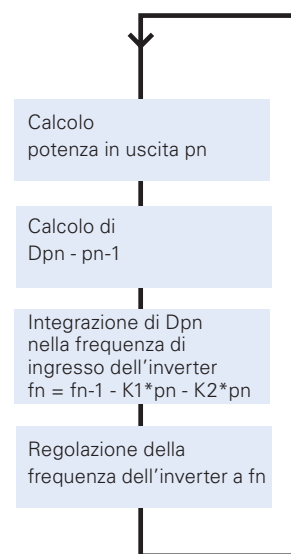 Calcolo
potenza in uscita pn
Calcolo di
Dpn - pn-1
Integrazione di Dpn
nella frequenza di
ingresso dell'inverter
fn = fn-1 - K1*pn - K2*pn
Regolazione della
frequenza dell'inverter a fn